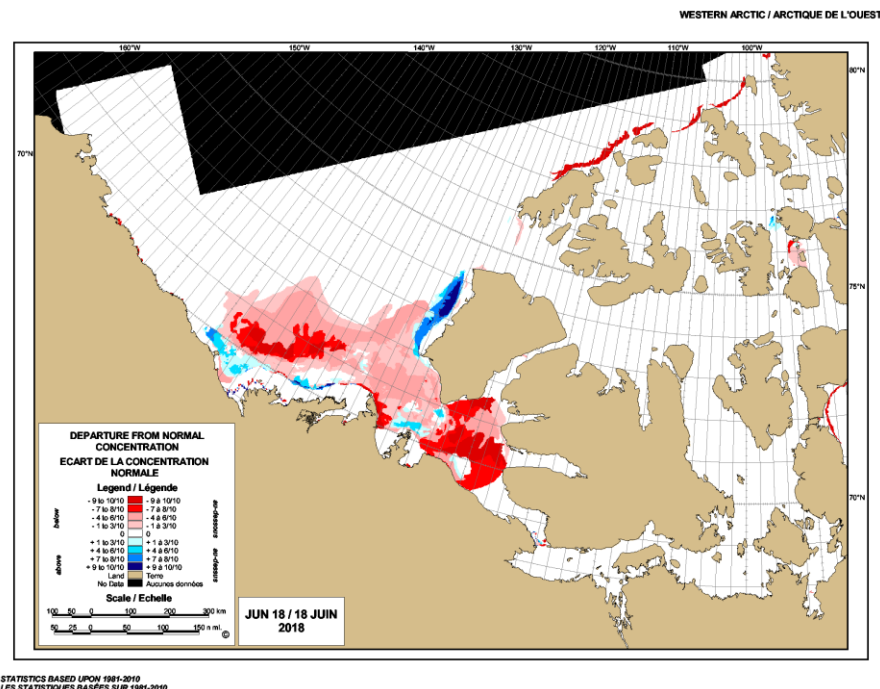 WESTERN ARCTIC / ARCTIQUE DE L'OUEST
160°W 150°W 140°W 130°W 120°W 110°W 100°W
80°N
70°N
75°N
70°N
DEPARTURE FROM NORMAL
CONCENTRATION
ECART DE LA CONCENTRATION
NORMALE
Legend / Légende
below
- 9 to 10/10 - 9 à 10/10
- 7 to 8/10 - 7 à 8/10
- 4 to 6/10 - 4 à 6/10
- 1 to 3/10 - 1 à 3/10
0 0
+ 1 to 3/10 + 1 à 3/10
+ 4 to 6/10 + 4 à 6/10
+ 7 to 8/10 + 7 à 8/10
+ 9 to 10/10 + 9 à 10/10
above
au-dessous
au-dessus
Land Terre
No Data Aucunes données
Scale / Echelle
100 50 0 100 200 300 km
50 25 0 50 100 150 n mi.
©
JUN 18 / 18 JUIN
2018
STATISTICS BASED UPON 1981-2010
LES STATISTIQUES BASÉES SUR 1981-2010